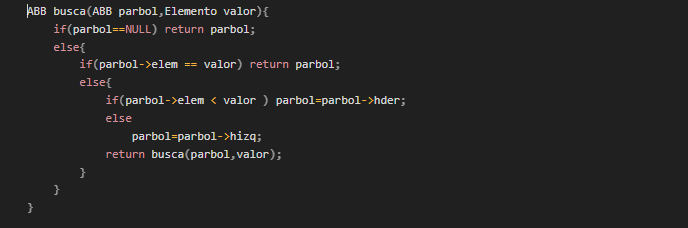 ABB busca(ABB parbol,Elemento valor){
    if(parbol==NULL) return parbol;
    else{
        if(parbol->elem == valor) return parbol;
        else{
            if(parbol->elem < valor ) parbol=parbol->hder;
            else
                parbol=parbol->hizq;
            return busca(parbol,valor);
        }
    }
}